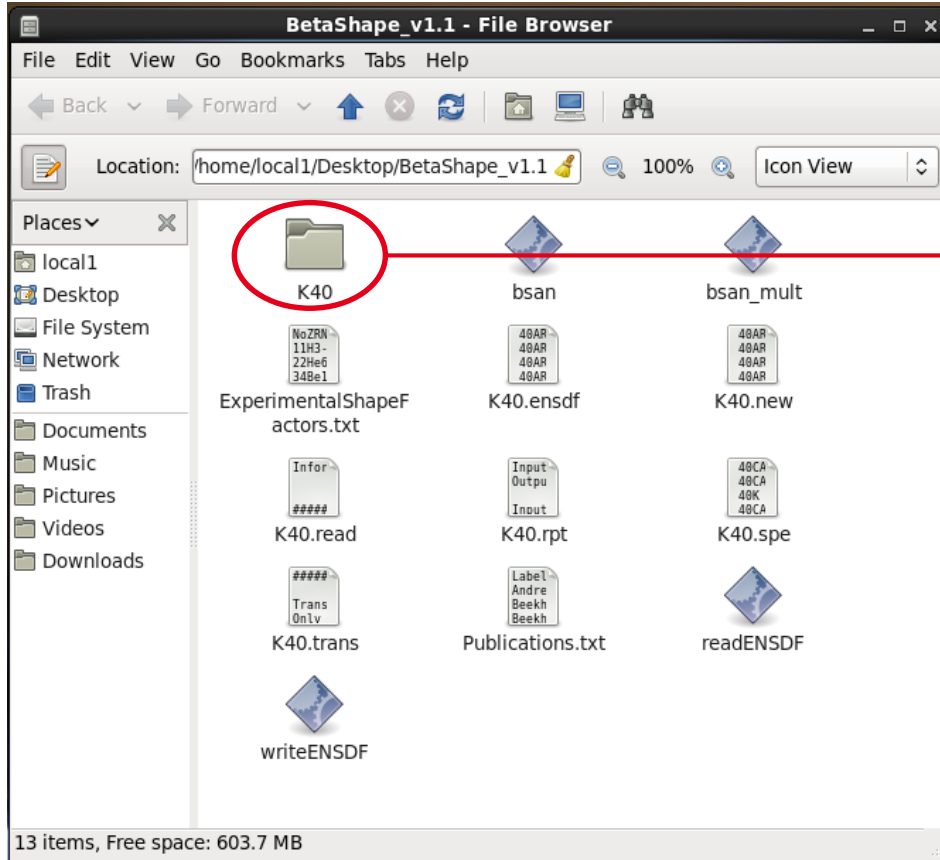 BetaShape_v1.1 - File Browser
File Edit View Go Bookmarks Tabs Help
Back Forward
Location: /home/local1/Desktop/BetaShape_v1.1 100% Icon View
Places
local1
Desktop
File System
Network
Trash
Documents
Music
Pictures
Videos
Downloads
K40
bsan
bsan_mult
NoZRN
11H3-
22He6
34Be1
ExperimentalShapeF
actors.txt
40AR
40AR
40AR
40AR
K40.ensdf
40AR
40AR
40AR
40AR
K40.new
Infor
#####
K40.read
Input
Outpu
Input
K40.rpt
40CA
40CA
40K
40CA
K40.spe
#####
Trans
Only
K40.trans
Label
Andre
Beekh
Beekh
Publications.txt
readENSDF
writeENSDF
13 items, Free space: 603.7 MB